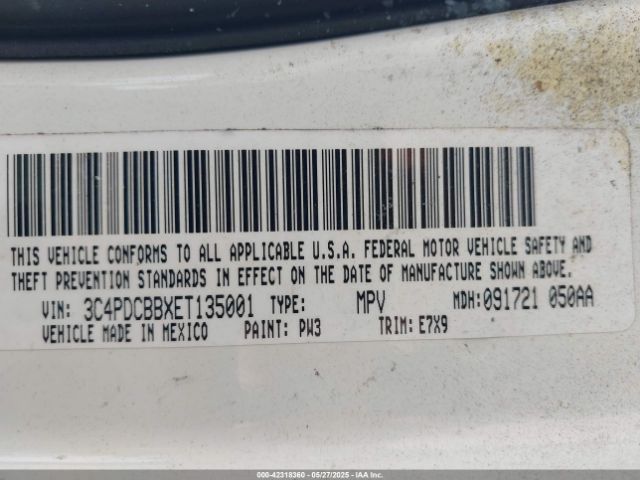 THIS VEHICLE CONFORMS TO ALL APPLICABLE U.S.A. FEDERAL MOTOR VEHICLE SAFETY AND
THEFT PREVENTION STANDARDS IN EFFECT ON THE DATE OF MANUFACTURE SHOWN ABOVE.
VIN: 3C4PDCBBXET135001 TYPE: MPV MDH:091721 050AA
VEHICLE MADE IN MEXICO PAINT: PW3 TRIM: E7X9
000-42318360 - 05/27/2025 - IAAI.COM